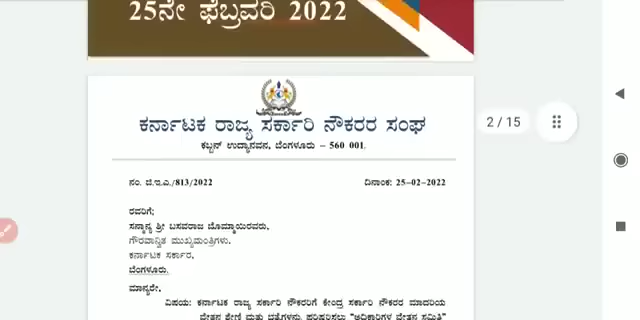 25ನೇ ಫೆಬ್ರವರಿ 2022
ಕರ್ನಾಟಕ ರಾಜ್ಯ ಸರ್ಕಾರಿ ನೌಕರರ ಸಂಘ
ಕಬ್ಬನ್ ಉದ್ಯಾನವನ, ಬೆಂಗಳೂರು – 560 001.
2 / 15
ನಂ. ಜಿ.ಇ.ಎ./813/2022 ದಿನಾಂಕ: 25-02-2022
ರವರಿಗೆ;
ಸನ್ಮಾನ್ಯ ಶ್ರೀ ಬಸವರಾಜ ಬೊಮ್ಮಾಯಿರವರು,
ಗೌರವಾನ್ವಿತ ಮುಖ್ಯಮಂತ್ರಿಗಳು,
ಕರ್ನಾಟಕ ಸರ್ಕಾರ,
ಬೆಂಗಳೂರು.
ಮಾನ್ಯರೇ,
ವಿಷಯ: ಕರ್ನಾಟಕ ರಾಜ್ಯ ಸರ್ಕಾರಿ ನೌಕರರಿಗೆ ಕೇಂದ್ರ ಸರ್ಕಾರಿ ನೌಕರರ ಮಾದರಿಯ
ವೇತನ ಶ್ರೇಣಿ ಮತ್ತು ಭತ್ಯೆಗಳನ್ನು ಪರಿಷ್ಕರಿಸಲು "ಅಧಿಕಾರಿಗಳ ವೇತನ ಸಮಿತಿ"